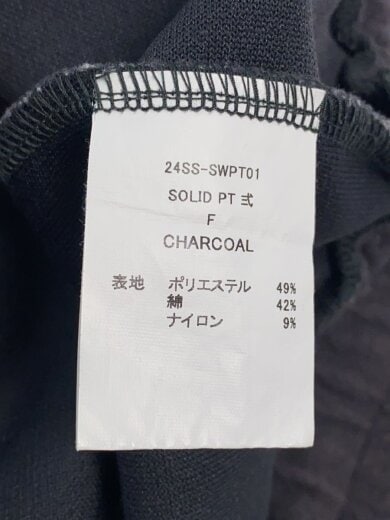 24SS-SWPT01
SOLID PT 弎
F
CHARCOAL
表地 ポリエステル 49%
綿 42%
ナイロン 9%